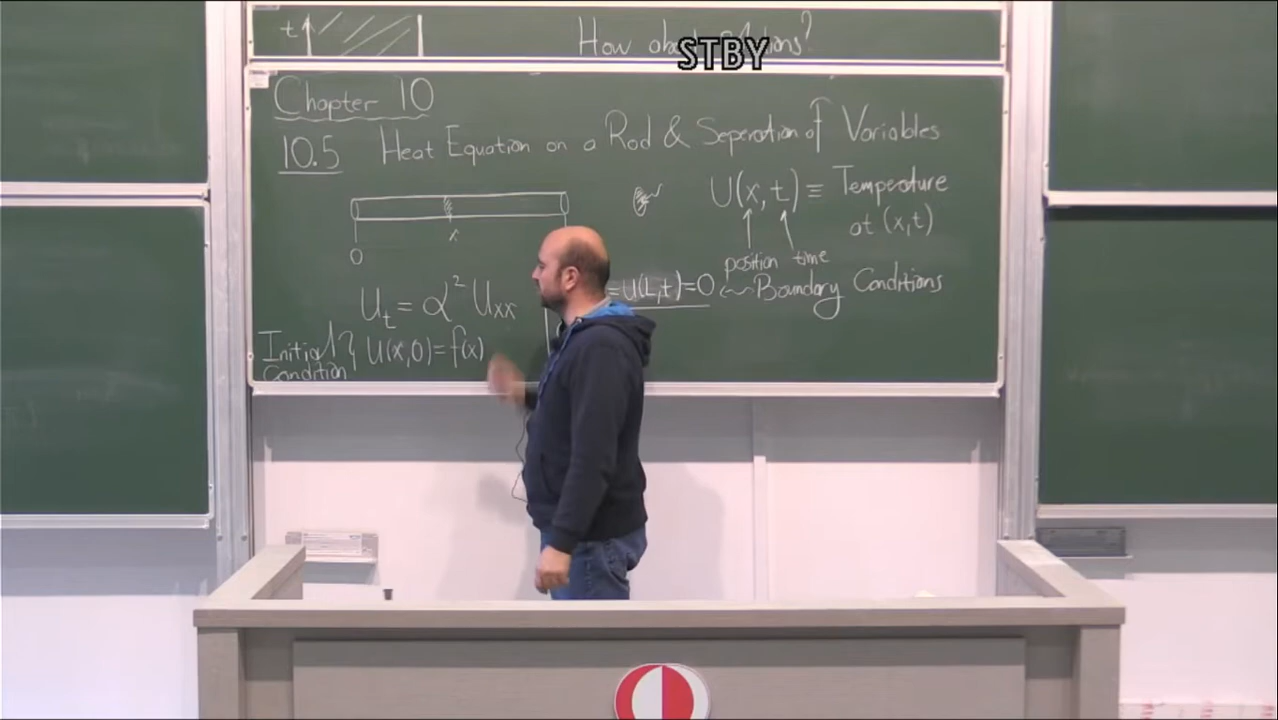 t
How about
STBY
Chapter 10
10.5 Heat Equation on a Rod & Seperation of Variables
U(x,t) ≡ Temperature
at (x,t)
x
0
position time
U_t = α² U_xx
=U(L,t)=0 Boundary Conditions
Initial } U(x,0)=f(x)
Condition